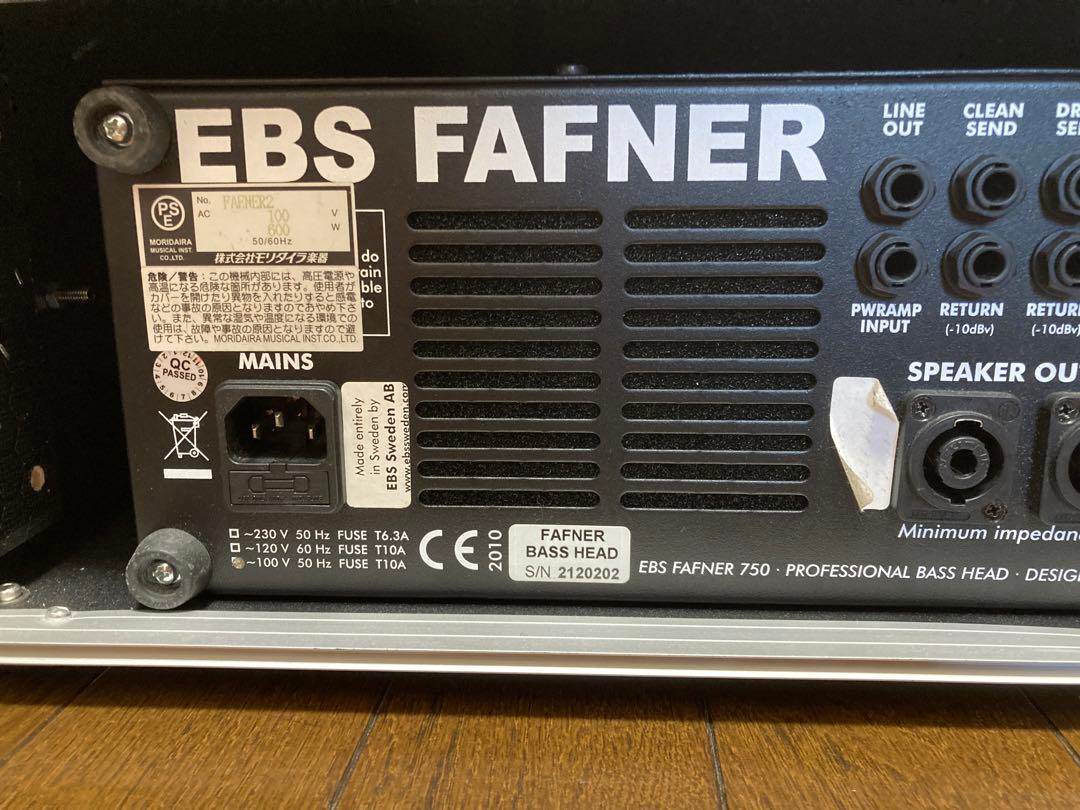 EBS FAFNER
LINE
OUT
CLEAN
SEND
PWRAMP
INPUT
RETURN
(-10dBv)
RETURN
(-10dBv)
SPEAKER
Minimum
PSE
MORIDAIRA
MUSICAL INST.
CO.,LTD.
No. FAFNER2
AC 100 V
600 W
50/60Hz
株式会社モリダイラ楽器
危険/警告:この機械内部には、高圧電源や
高温になる危険な箇所があります。使用者が
カバーを開けたり異物を入れたりすると感電
などの事故の原因となりますのでおやめ下さ
い。また、異常な湿気や温度になる環境での
使用は、故障や事故の原因となりますので避
けて下さい。MORIDAIRA MUSICAL INST.CO.,LTD.
do
to
QC
PASSED
MAINS
Made entirely
in Sweden by
EBS Sweden AB
www.ebssweden.com
~230 V 50 Hz FUSE T6.3A
~120 V 60 Hz FUSE T10A
~100 V 50 Hz FUSE T10A
CE
2010
FAFNER
BASS HEAD
S/N 2120202
EBS FAFNER 750 · PROFESSIONAL BASS HEAD ·